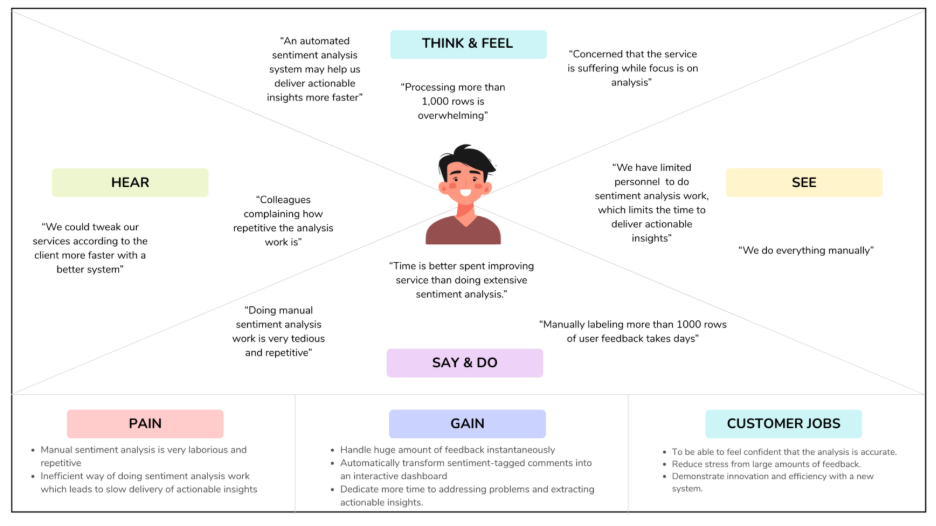 THINK & FEEL
“An automated
sentiment analysis
system may help us
deliver actionable
insights more faster”
“Processing more than
1,000 rows is
overwhelming”
“Concerned that the service
is suffering while focus is on
analysis”
HEAR
“We could tweak our
services according to the
client more faster with a
better system”
“Colleagues
complaining how
repetitive the analysis
work is”
SEE
“We have limited
personnel  to do
sentiment analysis work,
which limits the time to
deliver actionable
insights”
“We do everything manually”
“Time is better spent improving
service than doing extensive
sentiment analysis.”
“Doing manual
sentiment analysis
work is very tedious
and repetitive”
“Manually labeling more than 1000 rows
of user feedback takes days”
SAY & DO
PAIN
• Manual sentiment analysis is very laborious and
repetitive
• Inefficient way of doing sentiment analysis work
which leads to slow delivery of actionable insights
GAIN
• Handle huge amount of feedback instantaneously
• Automatically transform sentiment-tagged comments into
an interactive dashboard
• Dedicate more time to addressing problems and extracting
actionable insights.
CUSTOMER JOBS
• To be able to feel confident that the analysis is accurate.
• Reduce stress from large amounts of feedback.
• Demonstrate innovation and efficiency with a new
system.